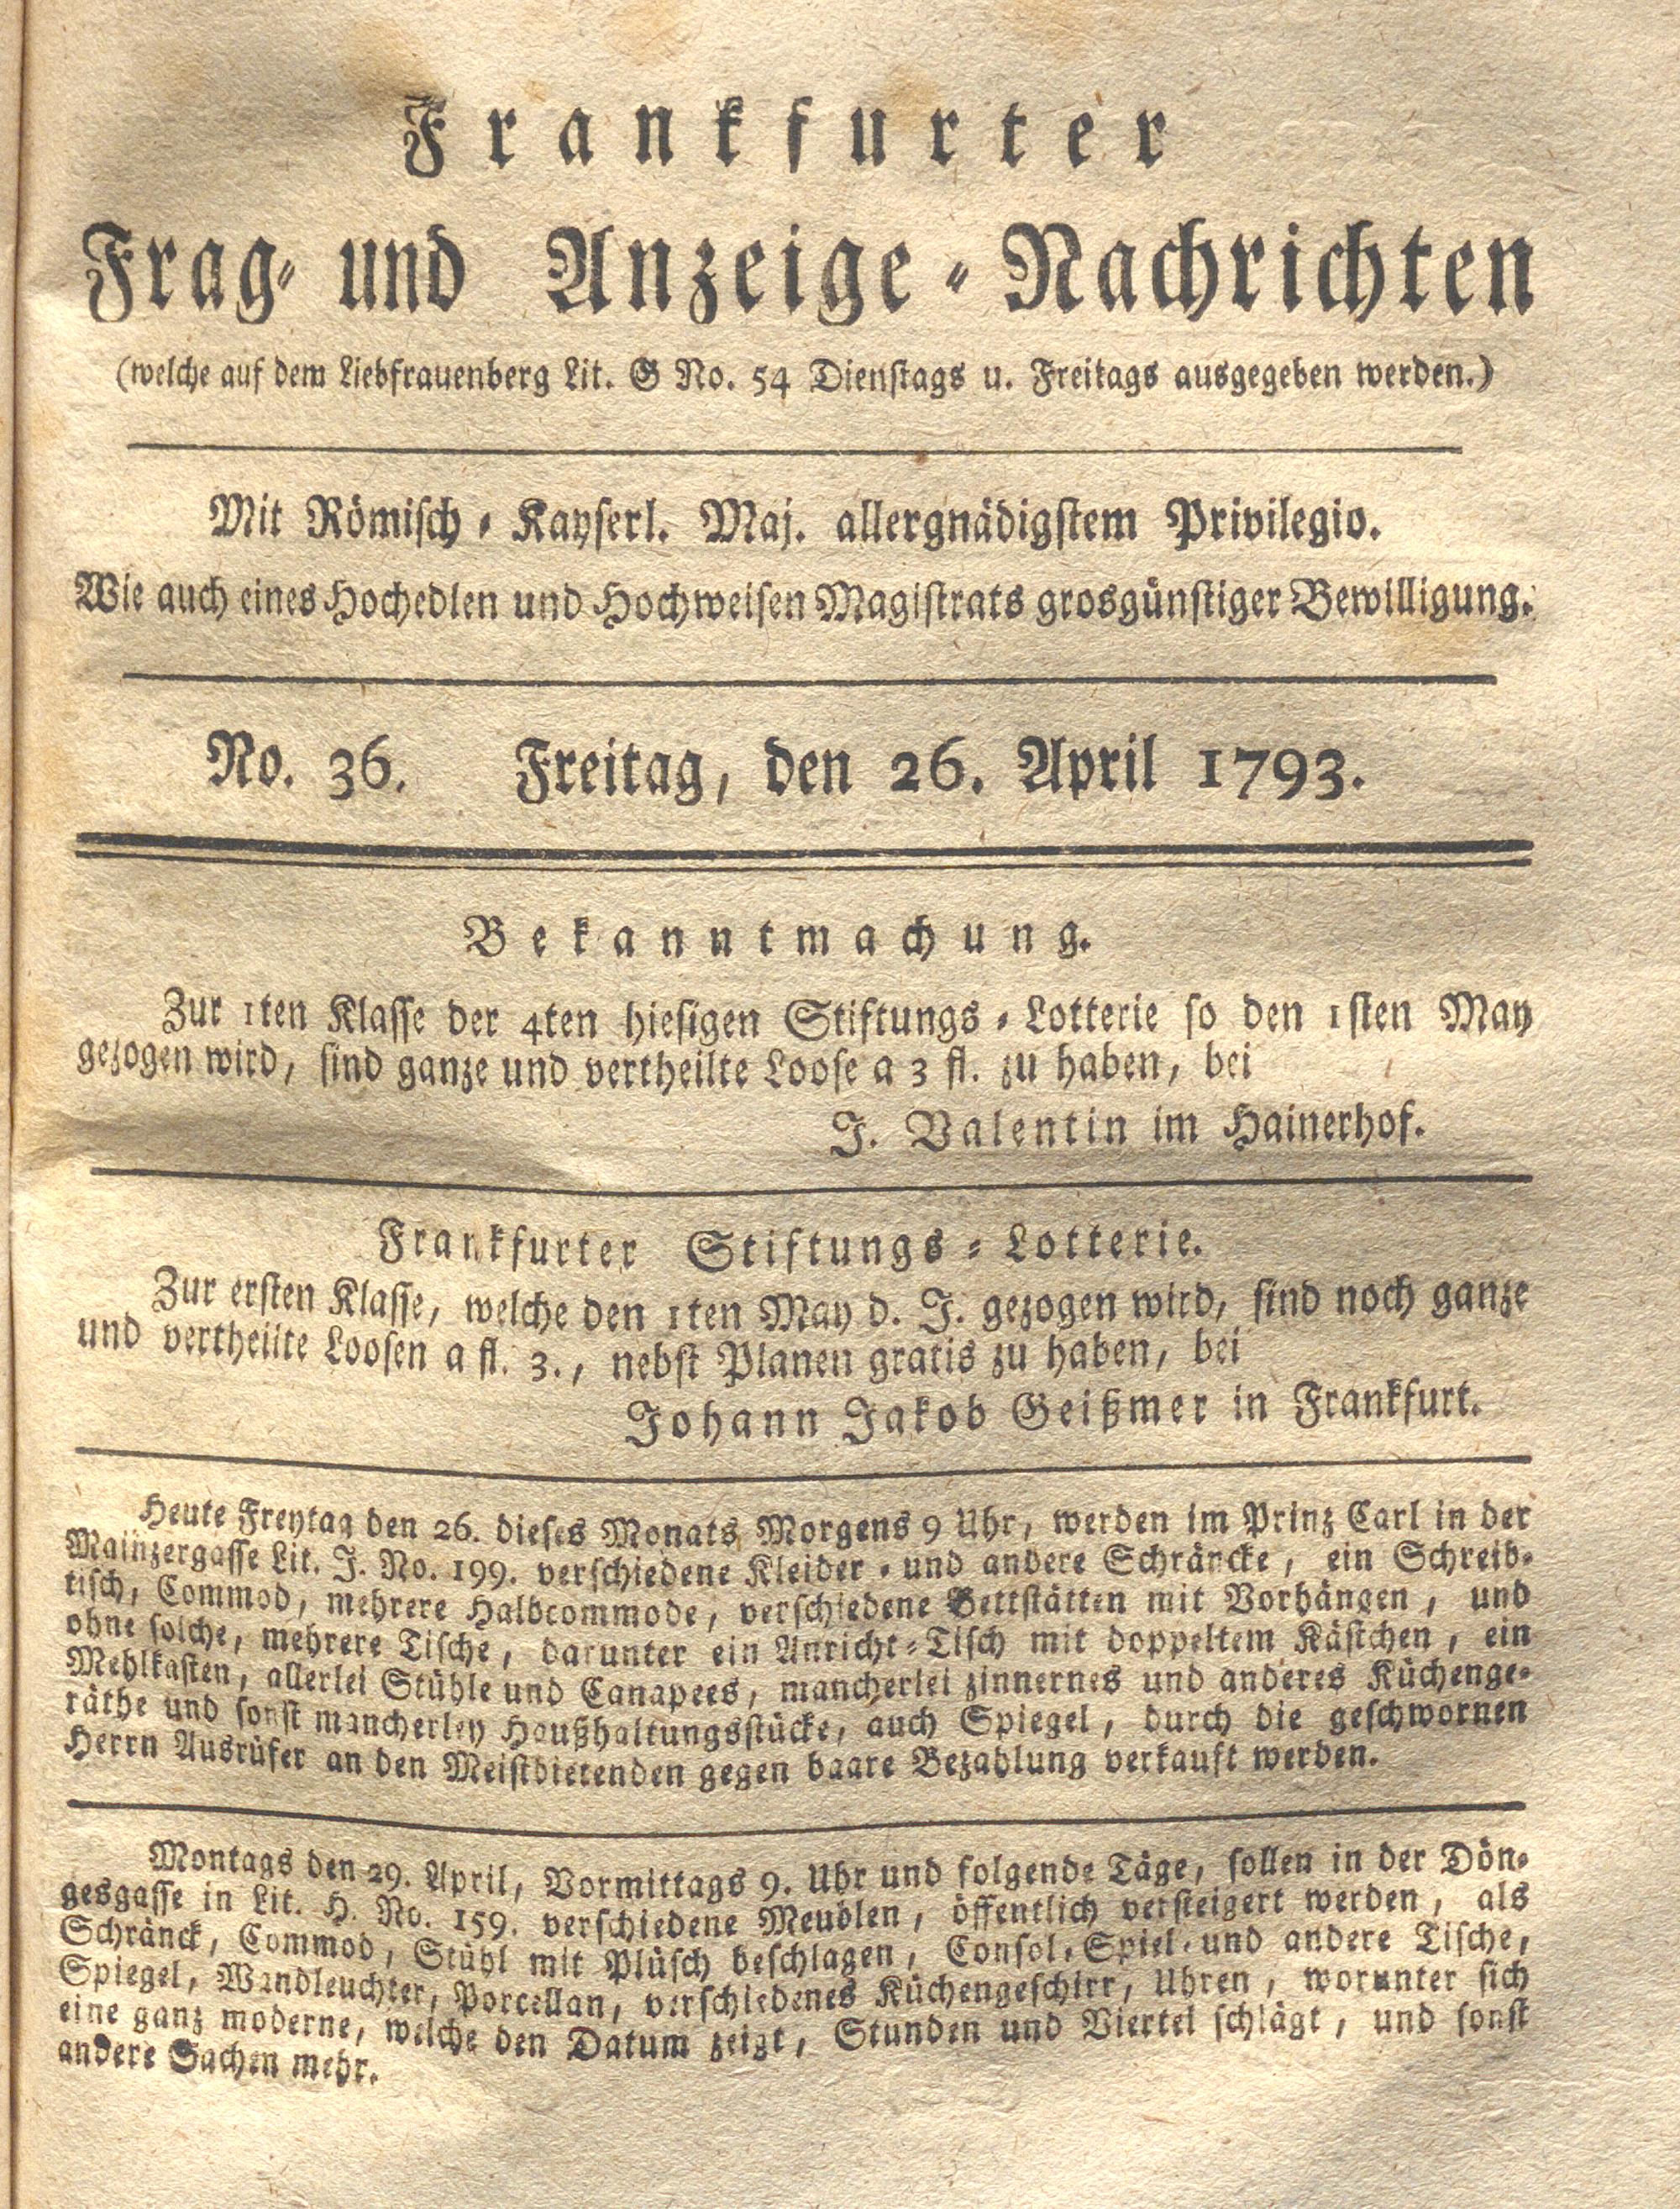 Frankfurter
Frag- und Anzeige-Nachrichten
(welche auf dem Liebfrauenberg Lit. G No. 54 Dienstags u. Freitags ausgegeben werden.)
Mit Römisch-Kayserl. Maj. allergnädigstem Privilegio.
Wie auch eines Hochedlen und Hochweisen Magistrats grosgünstiger Bewilligung.
No. 36. Freitag, den 26. April 1793.
Bekanntmachung.
Zur 1ten Klasse der 4ten hiesigen Stiftungs-Lotterie so den 1sten May
gezogen wird, sind ganze und vertheilte Loose a 3 fl. zu haben, bei
J. Valentin im Hainerhof.
Frankfurter Stiftungs-Lotterie.
Zur ersten Klasse, welche den 1ten May d. J. gezogen wird, sind noch ganze
und vertheilte Loosen a fl. 3., nebst Planen gratis zu haben, bei
Johann Jakob Geißmer in Frankfurt.
Heute Freytag den 26. dieses Monats Morgens 9 Uhr, werden im Prinz Carl in der
Mainzergasse Lit. J. No. 199. verschiedene Kleider- und andere Schräncke, ein Schreib-
tisch, Commod, mehrere Halbcommode, verschiedene Bettstätten mit Vorhängen, und
ohne solche, mehrere Tische, darunter ein Anricht-Tisch mit doppeltem Kästchen, ein
Mehlkasten, allerlei Stühle und Canapees, mancherlei zinnernes und anderes Küchenge-
räthe und sonst mancherley Haußhaltungsstücke, auch Spiegel, durch die geschwornen
Herrn Ausrüfer an den Meistbietenden gegen baare Bezahlung verkauft werden.
Montags den 29. April, Vormittags 9. Uhr und folgende Täge, sollen in der Dön-
gesgasse in Lit. H. No. 159. verschiedene Meublen, öffentlich versteigert werden, als
Schränck, Commod, Stühl mit Plüsch beschlagen, Consol-Spiel-und andere Tische,
Spiegel, Wandleuchter, Porcellan, verschiedenes Küchengeschirr, Uhren, worunter sich
eine ganz moderne, welche den Datum zeigt, Stunden und Viertel schlägt, und sonst
andere Sachen mehr.